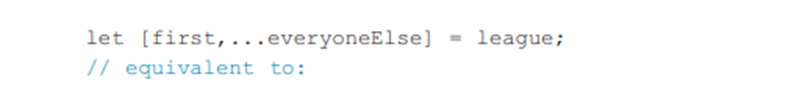 let [first,...everyoneElse] = league;
// equivalent to: